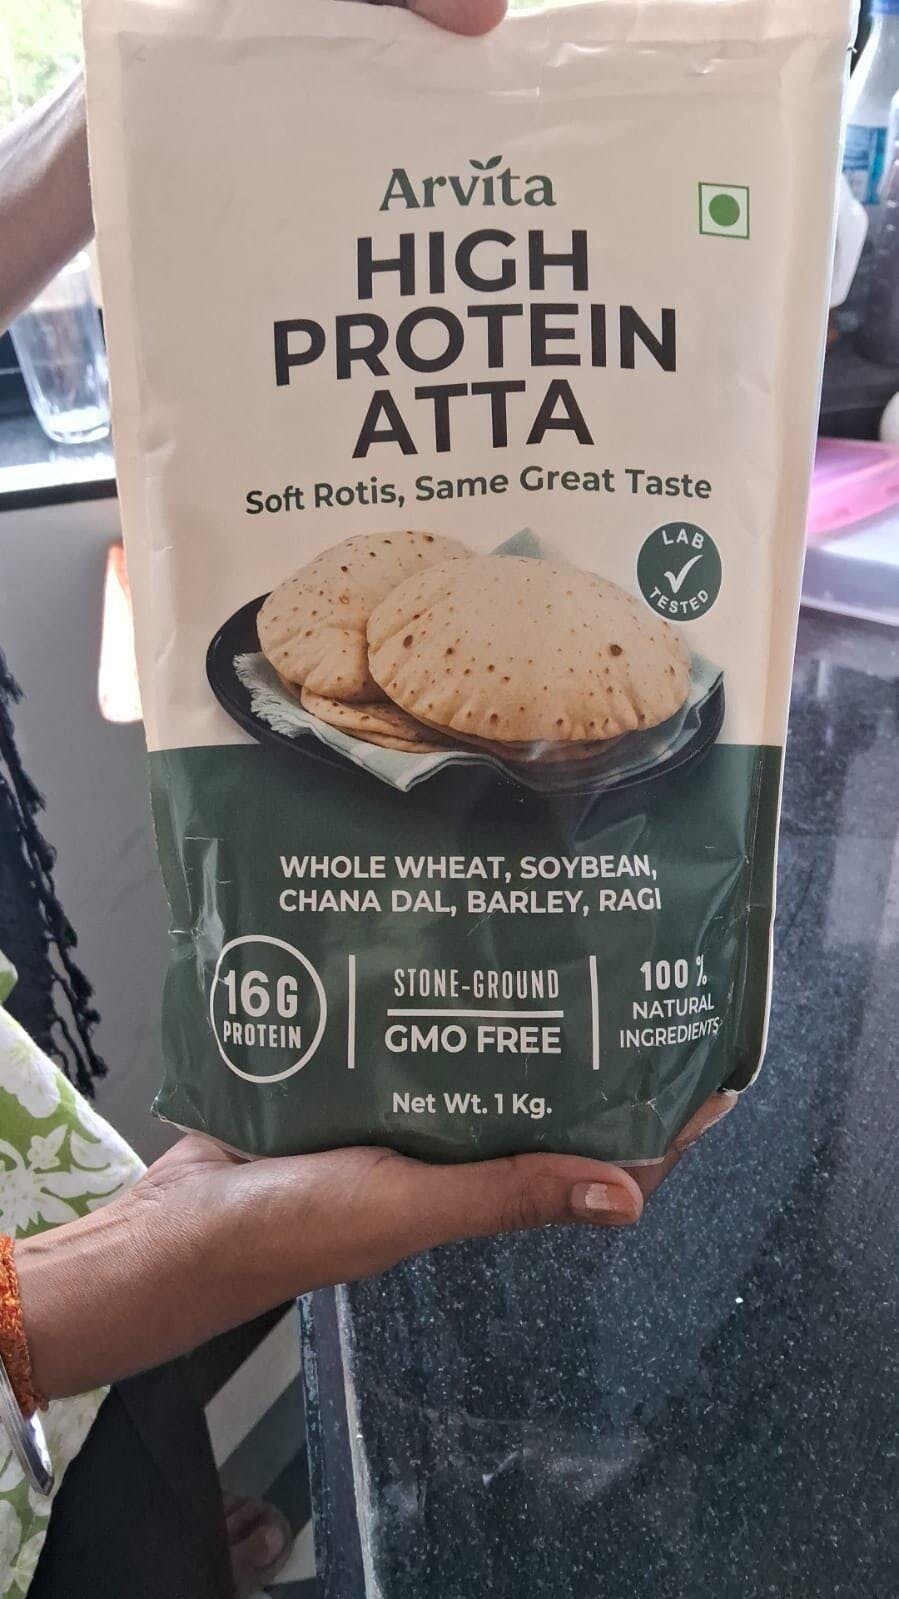 Arvita
HIGH
PROTEIN
ATTA
Soft Rotis, Same Great Taste
LAB
TESTED
WHOLE WHEAT, SOYBEAN,
CHANA DAL, BARLEY, RAGI
16G
PROTEIN
STONE-GROUND
GMO FREE
100 %
NATURAL
INGREDIENTS
Net Wt. 1 Kg.